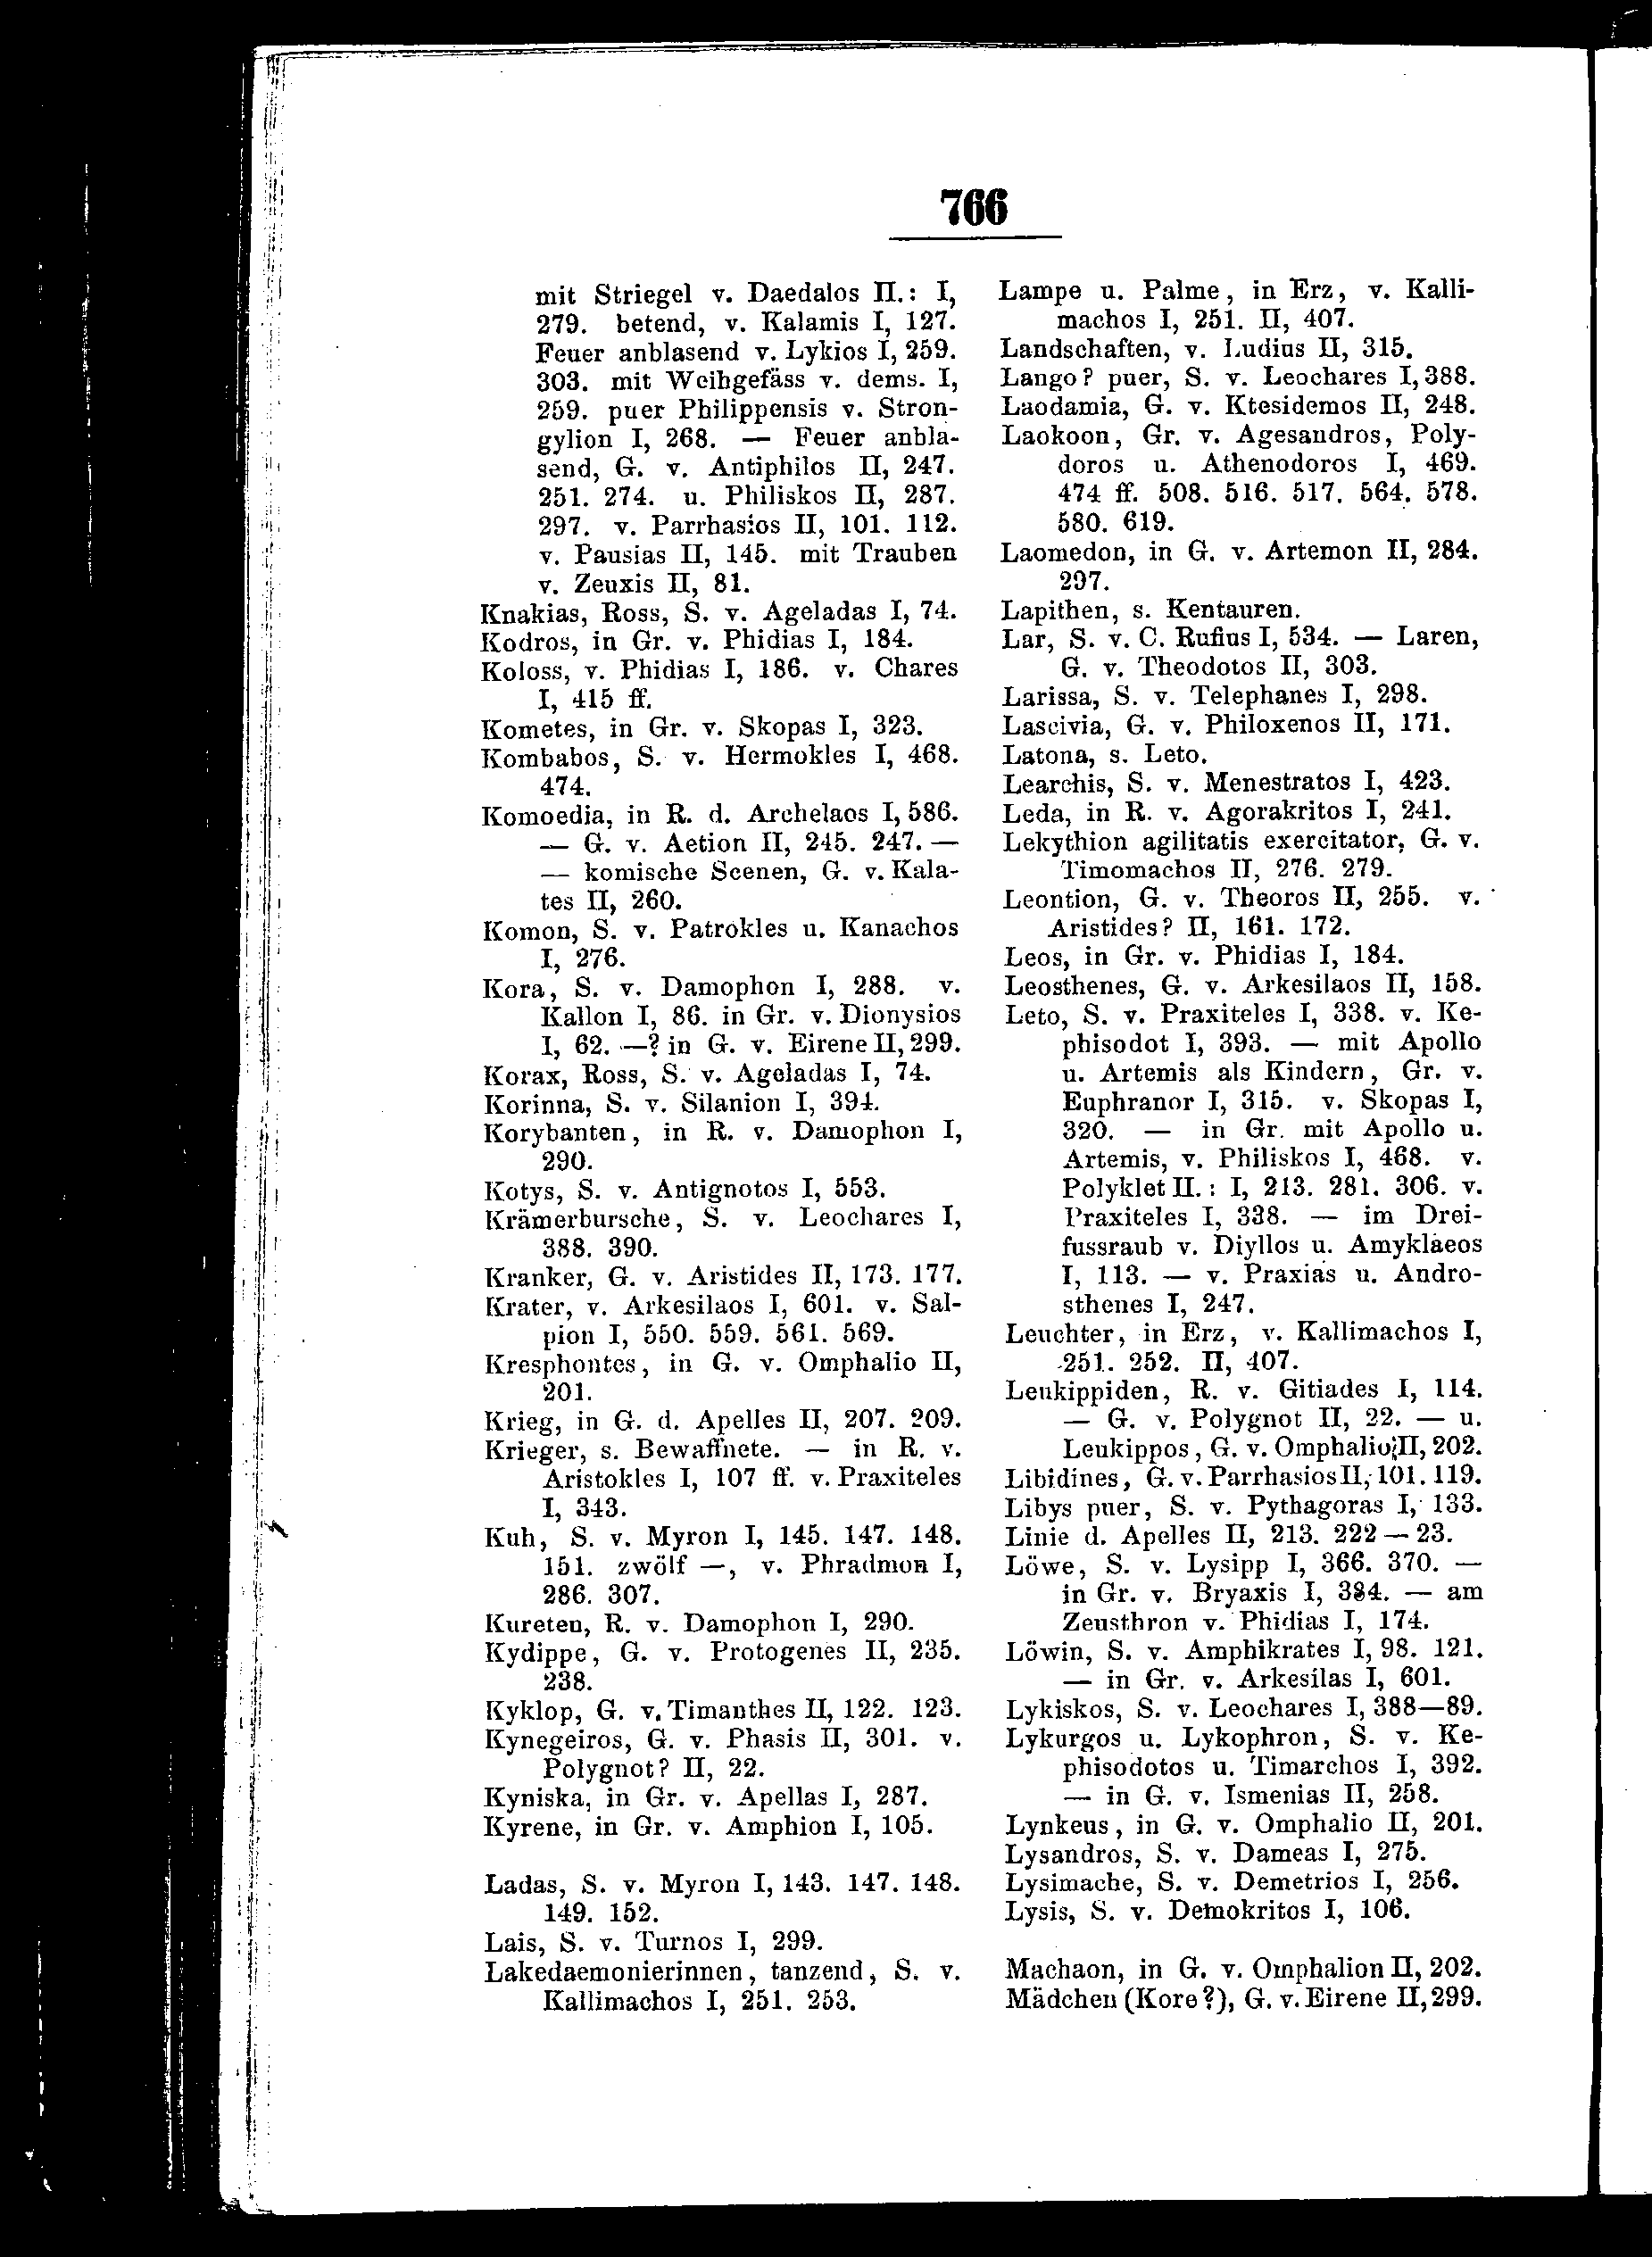 766
mit Striegel v. Daedalos II.: I,
279. betend, v. Kalamis I, 127.
Feuer anblasend v. Lykios I, 259.
303. mit Weihgefäss v. dems. I,
259. puer Philippensis v. Stron-
gylion I, 268. — Feuer anbla-
send, G. v. Antiphilos II, 247.
251. 274. u. Philiskos II, 287.
297. v. Parrhasios II, 101. 112.
v. Pausias II, 145. mit Trauben
v. Zeuxis II, 81.
Knakias, Ross, S. v. Ageladas I, 74.
Kodros, in Gr. v. Phidias I, 184.
Koloss, v. Phidias I, 186. v. Chares
I, 415 ff.
Kometes, in Gr. v. Skopas I, 323.
Kombabos, S. v. Hermokles I, 468.
474.
Komoedia, in R. d. Archelaos I, 586.
— G. v. Aetion II, 245. 247. —
— komische Scenen, G. v. Kala-
tes II, 260.
Komon, S. v. Patrokles u. Kanachos
I, 276.
Kora, S. v. Damophon I, 288. v.
Kallon I, 86. in Gr. v. Dionysios
I, 62. —? in G. v. Eirene II, 299.
Korax, Ross, S. v. Ageladas I, 74.
Korinna, S. v. Silanion I, 394.
Korybanten, in R. v. Damophon I,
290.
Kotys, S. v. Antignotos I, 553.
Krämerbursche, S. v. Leochares I,
388. 390.
Kranker, G. v. Aristides II, 173. 177.
Krater, v. Arkesilaos I, 601. v. Sal-
pion I, 550. 559. 561. 569.
Kresphontes, in G. v. Omphalio II,
201.
Krieg, in G. d. Apelles II, 207. 209.
Krieger, s. Bewaffnete. — in R. v.
Aristokles I, 107 ff. v. Praxiteles
I, 343.
Kuh, S. v. Myron I, 145. 147. 148.
151. zwölf —, v. Phradmon I,
286. 307.
Kureten, R. v. Damophon I, 290.
Kydippe, G. v. Protogenes II, 235.
238.
Kyklop, G. v. Timanthes II, 122. 123.
Kynegeiros, G. v. Phasis II, 301. v.
Polygnot? II, 22.
Kyniska, in Gr. v. Apellas I, 287.
Kyrene, in Gr. v. Amphion I, 105.
Ladas, S. v. Myron I, 143. 147. 148.
149. 152.
Lais, S. v. Turnos I, 299.
Lakedaemonierinnen, tanzend, S. v.
Kallimachos I, 251. 253.
Lampe u. Palme, in Erz, v. Kalli-
machos I, 251. II, 407.
Landschaften, v. Ludius II, 315.
Lango? puer, S. v. Leochares I, 388.
Laodamia, G. v. Ktesidemos II, 248.
Laokoon, Gr. v. Agesandros, Poly-
doros u. Athenodoros I, 469.
474 ff. 508. 516. 517. 564. 578.
580. 619.
Laomedon, in G. v. Artemon II, 284.
297.
Lapithen, s. Kentauren.
Lar, S. v. C. Rufius I, 534. — Laren,
G. v. Theodotos II, 303.
Larissa, S. v. Telephanes I, 298.
Lascivia, G. v. Philoxenos II, 171.
Latona, s. Leto.
Learchis, S. v. Menestratos I, 423.
Leda, in R. v. Agorakritos I, 241.
Lekythion agilitatis exercitator, G. v.
Timomachos II, 276. 279.
Leontion, G. v. Theoros II, 255. v.
Aristides? II, 161. 172.
Leos, in Gr. v. Phidias I, 184.
Leosthenes, G. v. Arkesilaos II, 158.
Leto, S. v. Praxiteles I, 338. v. Ke-
phisodot I, 393. — mit Apollo
u. Artemis als Kindern, Gr. v.
Euphranor I, 315. v. Skopas I,
320. — in Gr. mit Apollo u.
Artemis, v. Philiskos I, 468. v.
Polyklet II.: I, 213. 281. 306. v.
Praxiteles I, 338. — im Drei-
fussraub v. Diyllos u. Amyklaeos
I, 113. — v. Praxias u. Andro-
sthenes I, 247.
Leuchter, in Erz, v. Kallimachos I,
251. 252. II, 407.
Leukippiden, R. v. Gitiades I, 114.
— G. v. Polygnot II, 22. — u.
Leukippos, G. v. Omphalio II, 202.
Libidines, G. v. Parrhasios II, 101. 119.
Libys puer, S. v. Pythagoras I, 133.
Linie d. Apelles II, 213. 222—23.
Löwe, S. v. Lysipp I, 366. 370. —
in Gr. v. Bryaxis I, 384. — am
Zeusthron v. Phidias I, 174.
Löwin, S. v. Amphikrates I, 98. 121.
— in Gr. v. Arkesilas I, 601.
Lykiskos, S. v. Leochares I, 388—89.
Lykurgos u. Lykophron, S. v. Ke-
phisodotos u. Timarchos I, 392.
— in G. v. Ismenias II, 258.
Lynkeus, in G. v. Omphalio II, 201.
Lysandros, S. v. Dameas I, 275.
Lysimache, S. v. Demetrios I, 256.
Lysis, S. v. Demokritos I, 106.
Machaon, in G. v. Omphalion II, 202.
Mädchen (Kore?), G. v. Eirene II, 299.